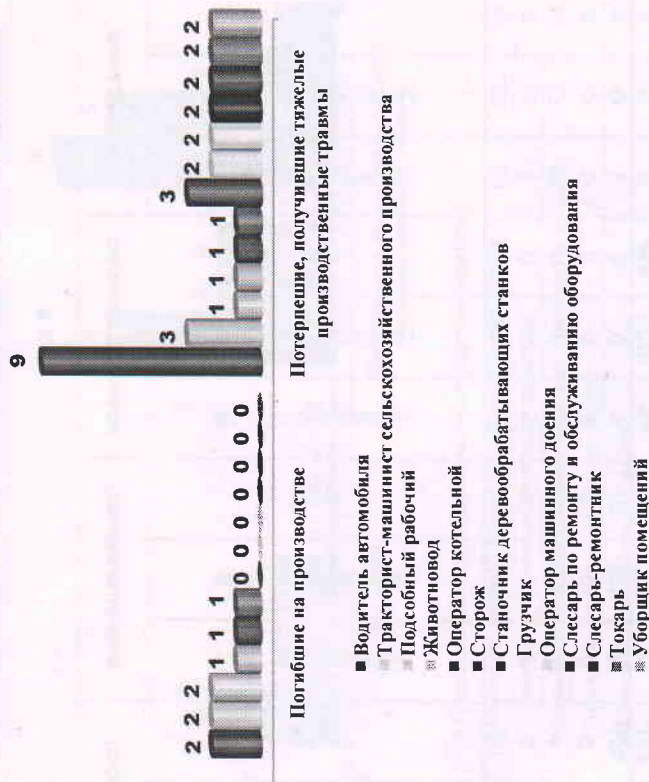 2 2 2 1 1 1 0 0 0 0 0 0 0
9 3 1 1 1 1 3 2 2 2 2 2 2
Погибшие на производстве
Потерпешие, получившие тяжелые
производственные травмы
Водитель автомобиля
Тракторист-машинист сельскохозяйственного производства
Подсобный рабочий
Животновод
Оператор котельной
Сторож
Станочник деревообрабатывающих станков
Грузчик
Оператор машинного доения
Слесарь по ремонту и обслуживанию оборудования
Слесарь-ремонтник
Токарь
Уборщик помещений